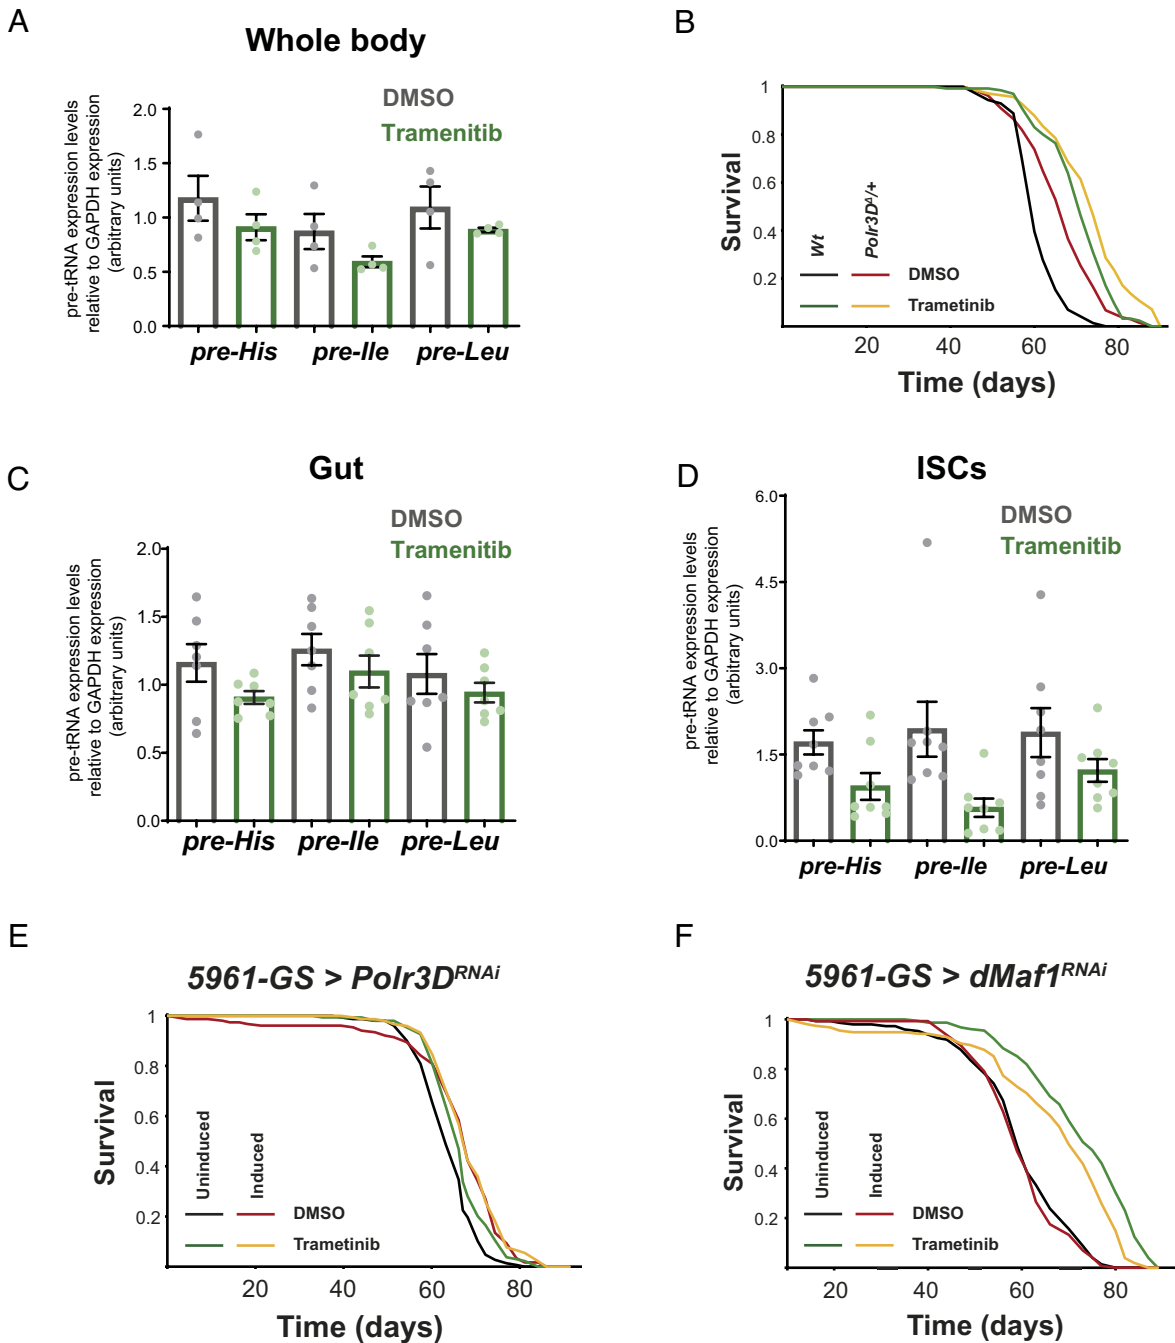 A
Whole body
pre-tRNA expression levels
relative to GAPDH expression
(arbitrary units)
2.0
1.5
1.0
0.5
0.0
DMSO
Tramenitib
pre-His
pre-Ile
pre-Leu
B
Survival
1
0.8
0.6
0.4
0.2
Wt
Polr3DΔ/+
DMSO
Trametinib
20
40
60
80
Time (days)
C
Gut
pre-tRNA expression levels
relative to GAPDH expression
(arbitrary units)
2.0
1.5
1.0
0.5
0.0
DMSO
Tramenitib
pre-His
pre-Ile
pre-Leu
D
ISCs
pre-tRNA expression levels
relative to GAPDH expression
(arbitrary units)
6.0
4.5
3.0
1.5
0.0
DMSO
Tramenitib
pre-His
pre-Ile
pre-Leu
E
5961-GS > Polr3DRNAi
Survival
1
0.8
0.6
0.4
0.2
Uninduced
Induced
DMSO
Trametinib
20
40
60
80
Time (days)
F
5961-GS > dMaf1RNAi
Survival
1
0.8
0.6
0.4
0.2
Uninduced
Induced
DMSO
Trametinib
20
40
60
80
Time (days)